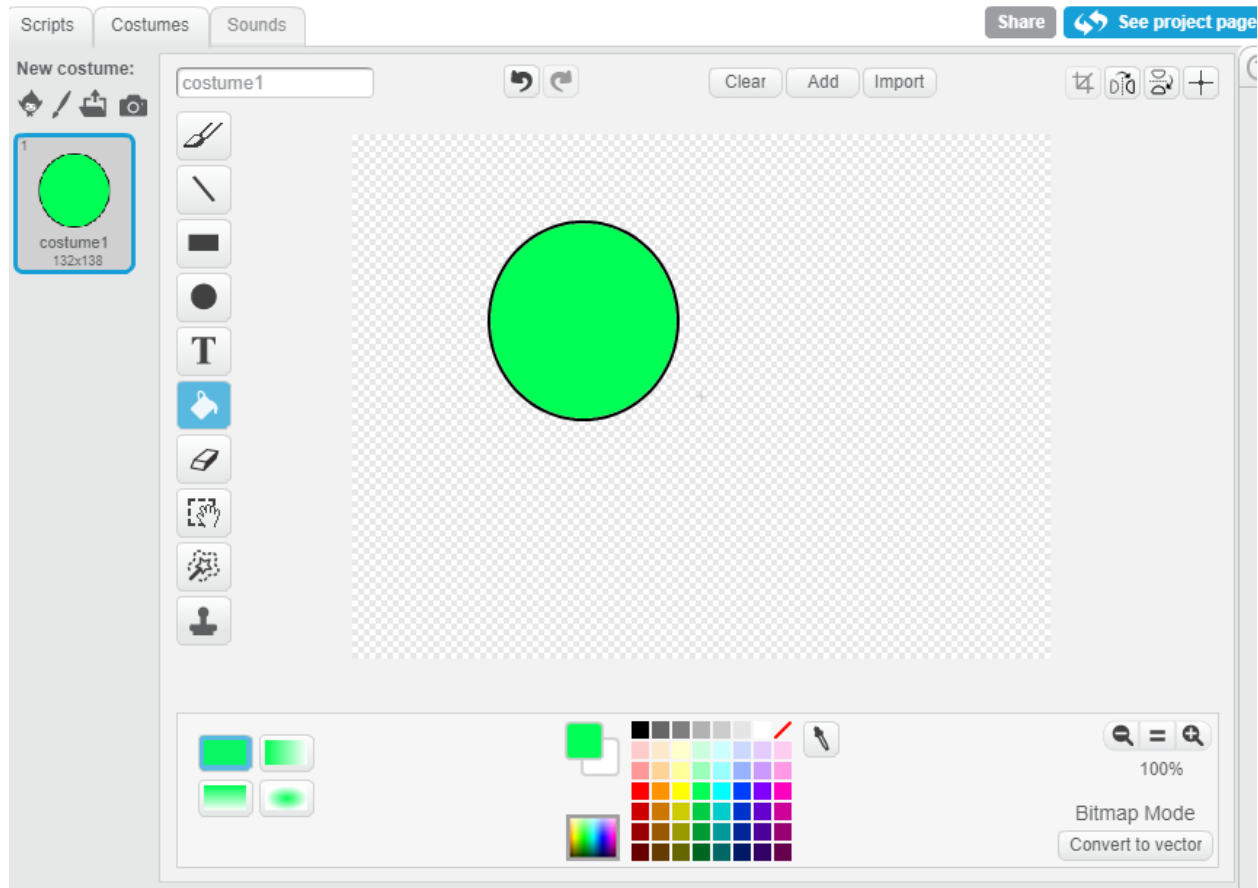 Scripts
Costumes
Sounds
Share
See project page
New costume:
costume1
Clear
Add
Import
1
costume1
132x138
T
100%
Bitmap Mode
Convert to vector